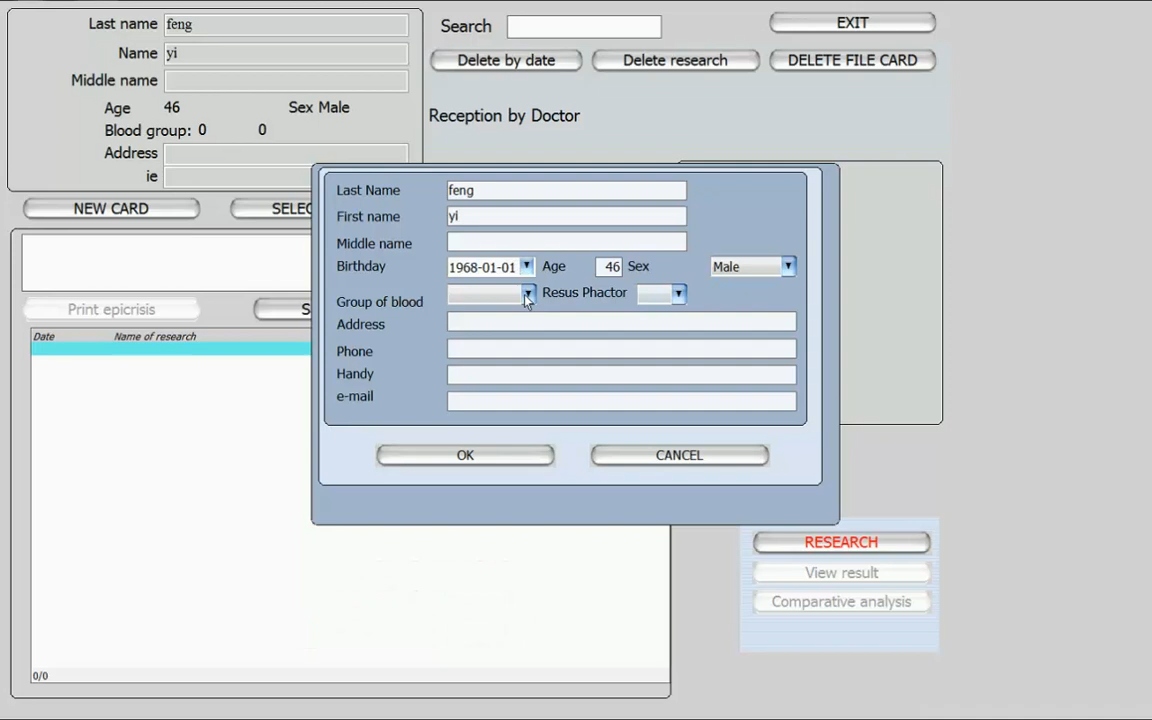 Last name feng
Name yi
Middle name
Age 46 Sex Male
Blood group: 0 0
Address
ie
Search
EXIT
Delete by date Delete research DELETE FILE CARD
Reception by Doctor
NEW CARD SELEC
Print epicrisis S
Date Name of research
0/0
Last Name feng
First name yi
Middle name
Birthday 1968-01-01 Age 46 Sex Male
Group of blood Resus Phactor
Address
Phone
Handy
e-mail
OK CANCEL
RESEARCH
View result
Comparative analysis